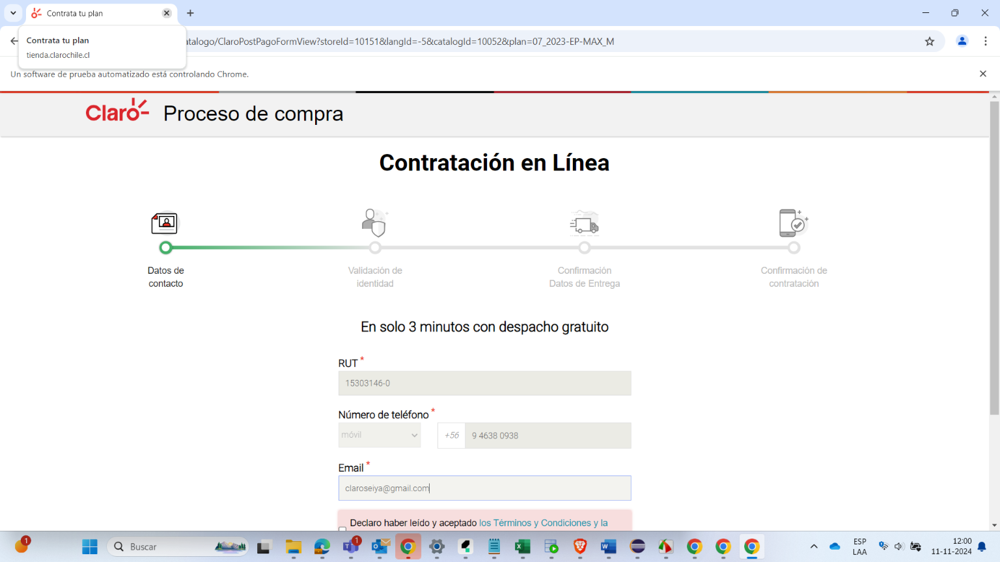 Contrata tu plan
Contrata tu plan
tienda.clarochile.cl
atalogo/ClaroPostPagoFormView?storeId=10151&langId=-5&catalogId=10052&plan=07_2023-EP-MAX_M
Un software de prueba automatizado está controlando Chrome.
Claro Proceso de compra
Contratación en Línea
Datos de
contacto
Validación de
identidad
Confirmación
Datos de Entrega
Confirmación de
contratación
En solo 3 minutos con despacho gratuito
RUT *
15303146-0
Número de teléfono *
móvil +56 9 4638 0938
Email *
claroseiya@gmail.com
Declaro haber leído y aceptado los Términos y Condiciones y la
1 Buscar 1 ESP 12:00
LAA 11-11-2024